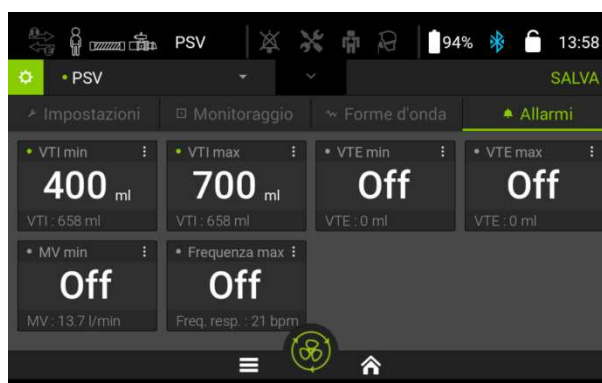 PSV 94% 13:58
• PSV SALVA
Impostazioni Monitoraggio Forme d'onda Allarmi
• VTI min • VTI max • VTE min • VTE max
400 ml 700 ml Off Off
VTI : 658 ml VTI : 658 ml VTE : 0 ml VTE : 0 ml
• MV min • Frequenza max
Off Off
MV : 13.7 l/min Freq. resp. : 21 bpm